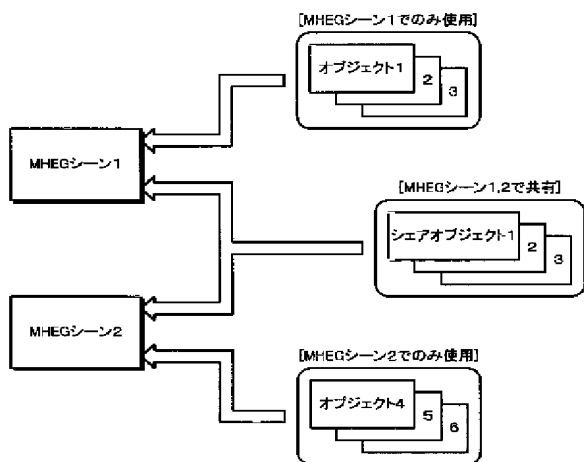 [MHEGシーン1でのみ使用]
オブジェクト1
2
3
MHEGシーン1
[MHEGシーン1,2で共有]
シェアオブジェクト1
2
3
MHEGシーン2
[MHEGシーン2でのみ使用]
オブジェクト4
5
6